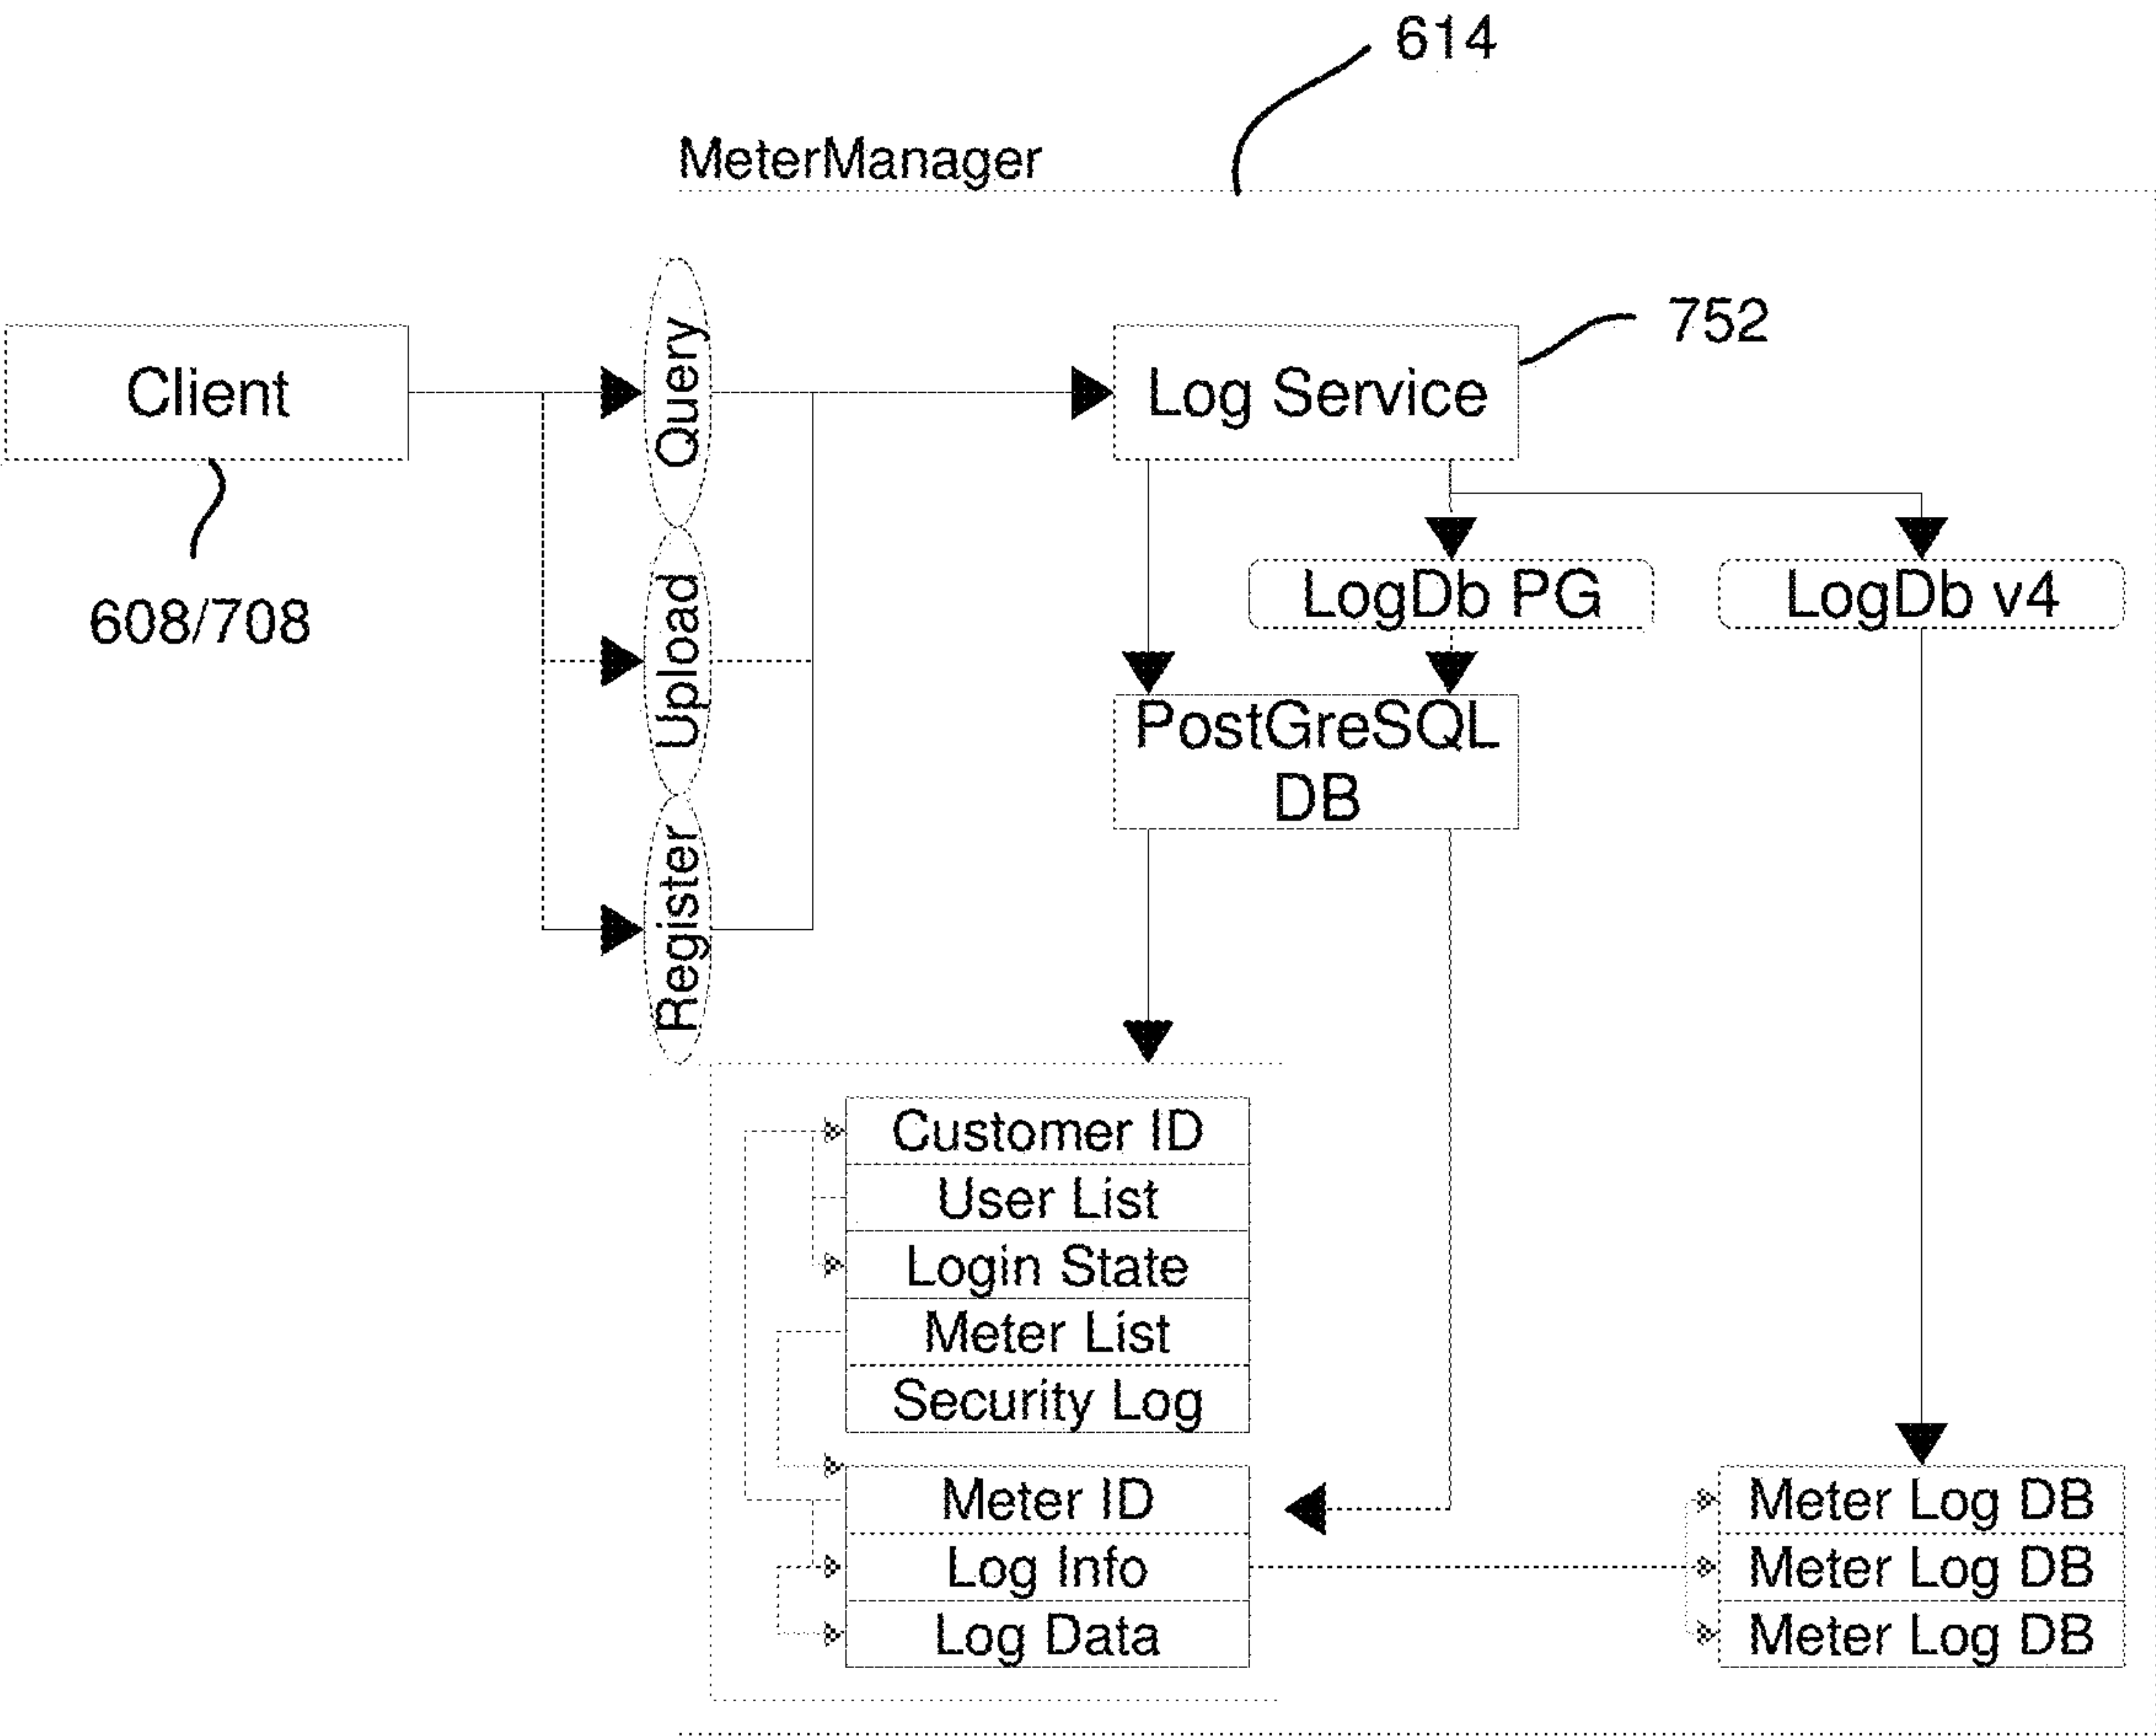 614
MeterManager
Client
608/708
Query
Upload
Register
Log Service
752
LogDb PG
LogDb v4
PostGreSQL
DB
Customer ID
User List
Login State
Meter List
Security Log
Meter ID
Log Info
Log Data
Meter Log DB
Meter Log DB
Meter Log DB